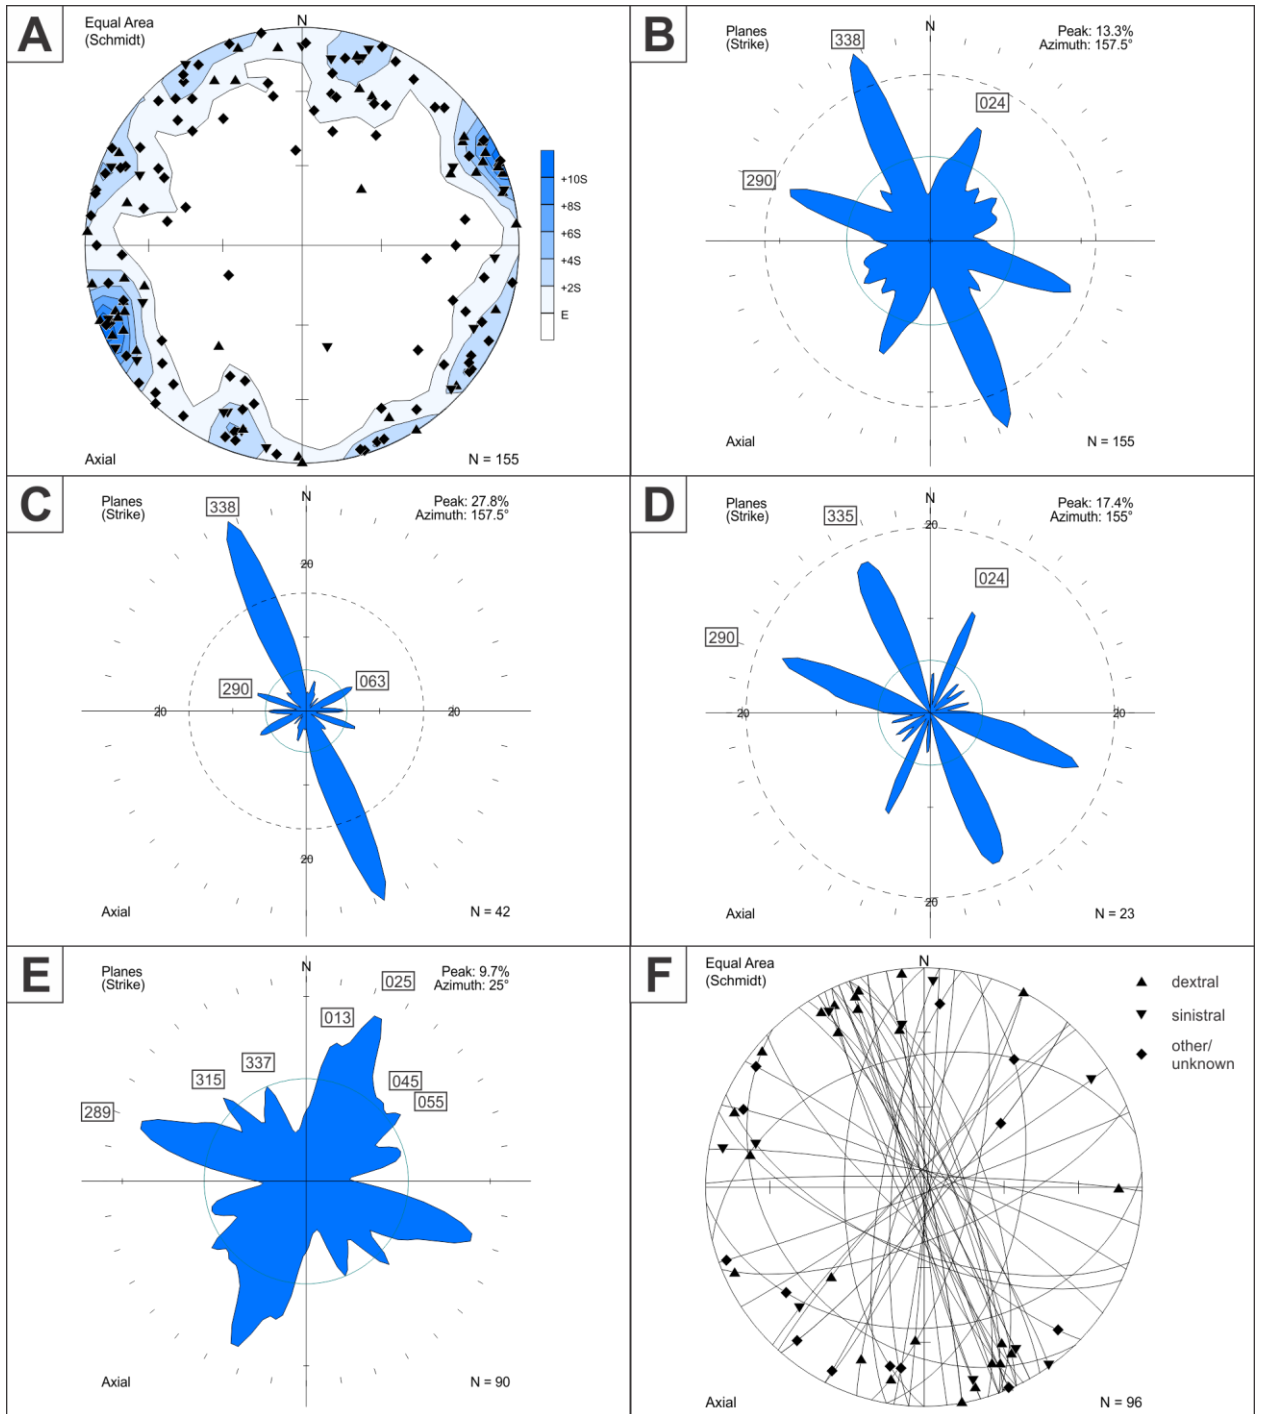 A
Equal Area
(Schmidt)
N
+10S
+8S
+6S
+4S
+2S
E
Axial
N = 155
B
Planes
(Strike)
N
Peak: 13.3%
Azimuth: 157.5°
338
024
290
Axial
N = 155
C
Planes
(Strike)
N
Peak: 27.8%
Azimuth: 157.5°
338
20
290
063
20
20
20
Axial
N = 42
D
Planes
(Strike)
N
Peak: 17.4%
Azimuth: 155°
335
20
024
290
20
20
20
Axial
N = 23
E
Planes
(Strike)
N
Peak: 9.7%
Azimuth: 25°
025
013
337
315
045
055
289
Axial
N = 90
F
Equal Area
(Schmidt)
N
dextral
sinistral
other/
unknown
Axial
N = 96